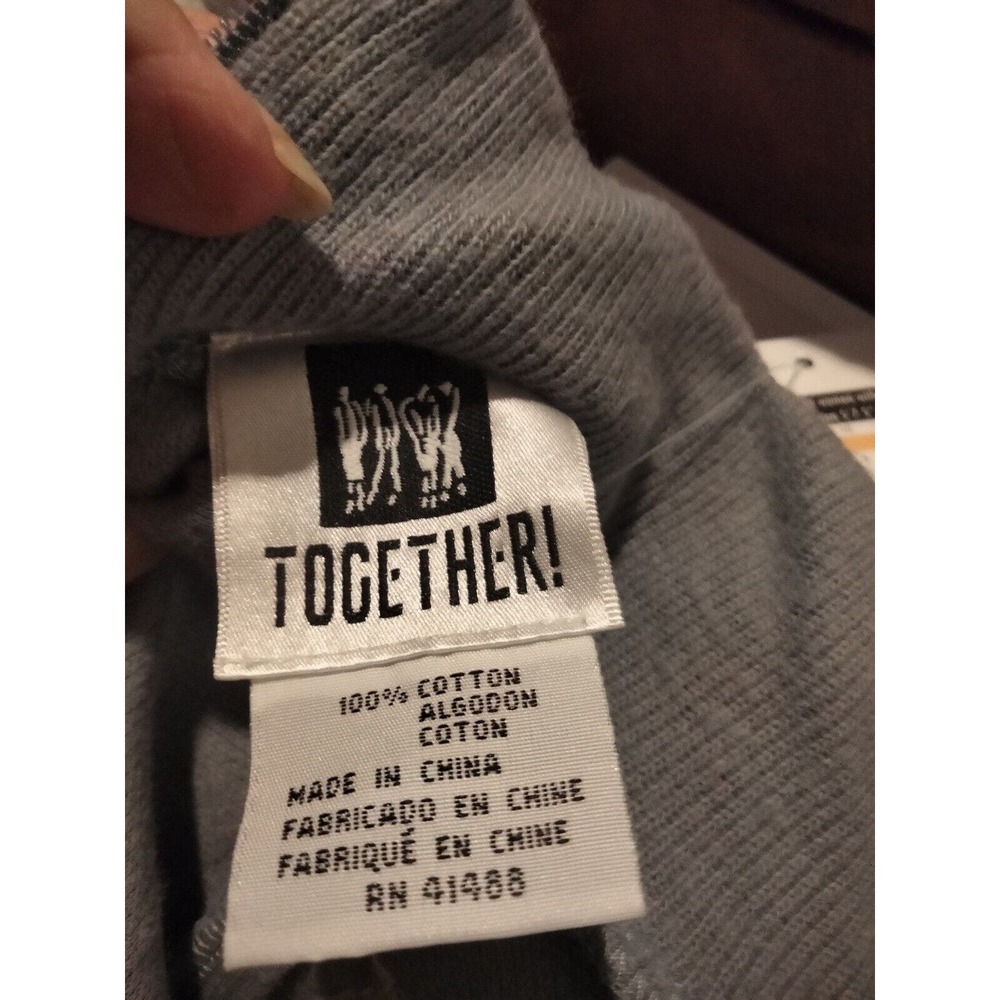 TOGETHER!
100% COTTON
ALGODON
COTON
MADE IN CHINA
FABRICADO EN CHINE
FABRIQUÉ EN CHINE
RN 41488